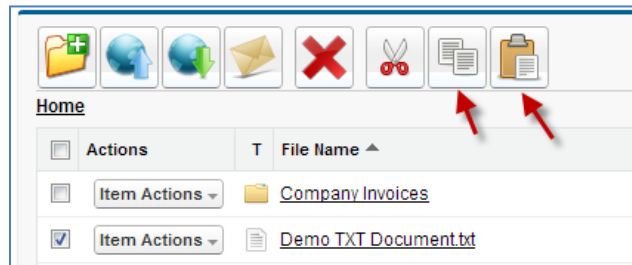 Home
Actions T File Name
Item Actions Company Invoices
Item Actions Demo TXT Document.txt